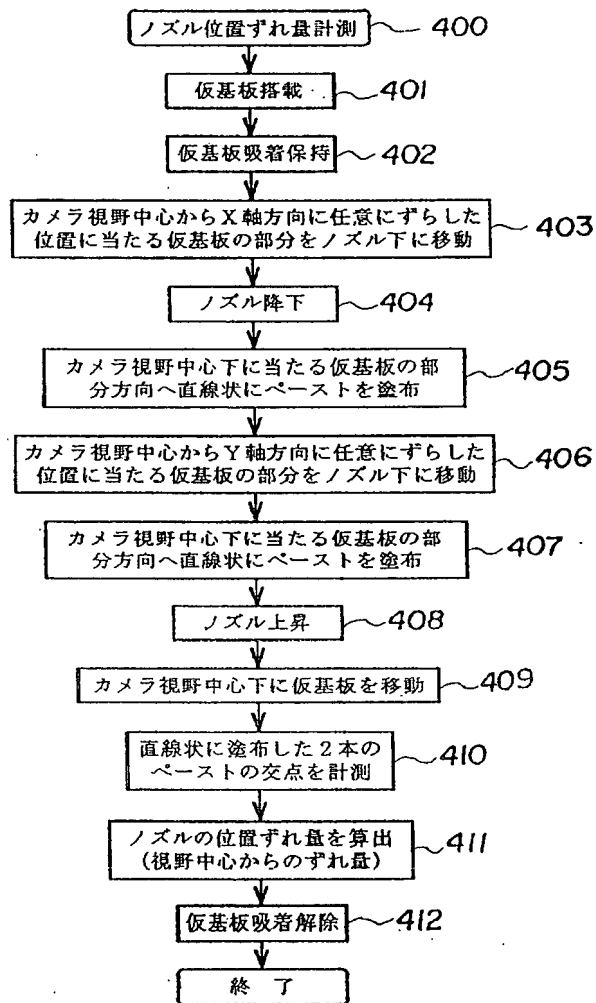 ノズル位置ずれ量計測 400
仮基板搭載 401
仮基板吸着保持 402
カメラ視野中心からX軸方向に任意にずらした
位置に当たる仮基板の部分をノズル下に移動 403
ノズル降下 404
カメラ視野中心下に当たる仮基板の部
分方向へ直線状にペーストを塗布 405
カメラ視野中心からY軸方向に任意にずらした
位置に当たる仮基板の部分をノズル下に移動 406
カメラ視野中心下に当たる仮基板の部
分方向へ直線状にペーストを塗布 407
ノズル上昇 408
カメラ視野中心下に仮基板を移動 409
直線状に塗布した2本の
ペーストの交点を計測 410
ノズルの位置ずれ量を算出
(視野中心からのずれ量) 411
仮基板吸着解除 412
終了